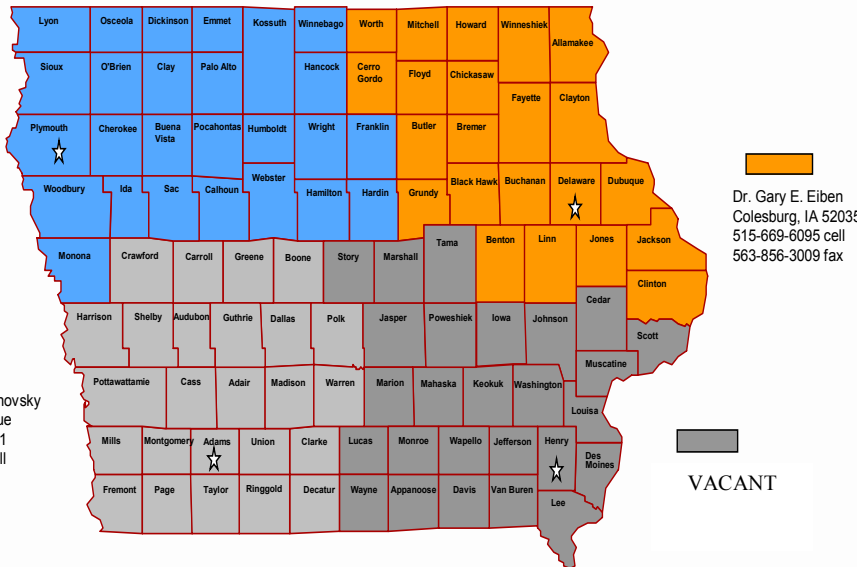 Lyon Osceola Dickinson Emmet Kossuth Winnebago Worth Mitchell Howard Winneshiek Allamakee
Sioux O'Brien Clay Palo Alto Hancock Cerro Gordo Floyd Chickasaw
Fayette Clayton
Plymouth Cherokee Buena Vista Pocahontas Humboldt Wright Franklin Butler Bremer
Woodbury Ida Sac Calhoun Webster Hamilton Hardin Grundy Black Hawk Buchanan Delaware Dubuque
Monona Crawford Carroll Greene Boone Story Marshall Tama Benton Linn Jones Jackson
Clinton
Harrison Shelby Audubon Guthrie Dallas Polk Jasper Poweshiek Iowa Johnson Cedar Scott
Muscatine
Pottawattamie Cass Adair Madison Warren Marion Mahaska Keokuk Washington
Louisa
Mills Montgomery Adams Union Clarke Lucas Monroe Wapello Jefferson Henry Des Moines
Fremont Page Taylor Ringgold Decatur Wayne Appanoose Davis Van Buren Lee
Dr. Gary E. Eiben
Colesburg, IA 52035
515-669-6095 cell
563-856-3009 fax
VACANT